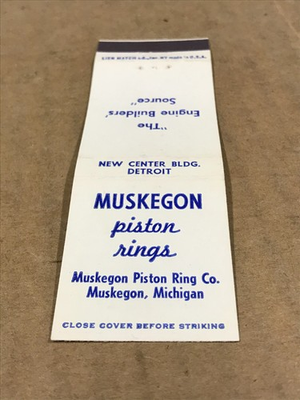 "The
Engine Builders'
Source"
NEW CENTER BLDG.
DETROIT
MUSKEGON
piston
rings
Muskegon Piston Ring Co.
Muskegon, Michigan
CLOSE COVER BEFORE STRIKING